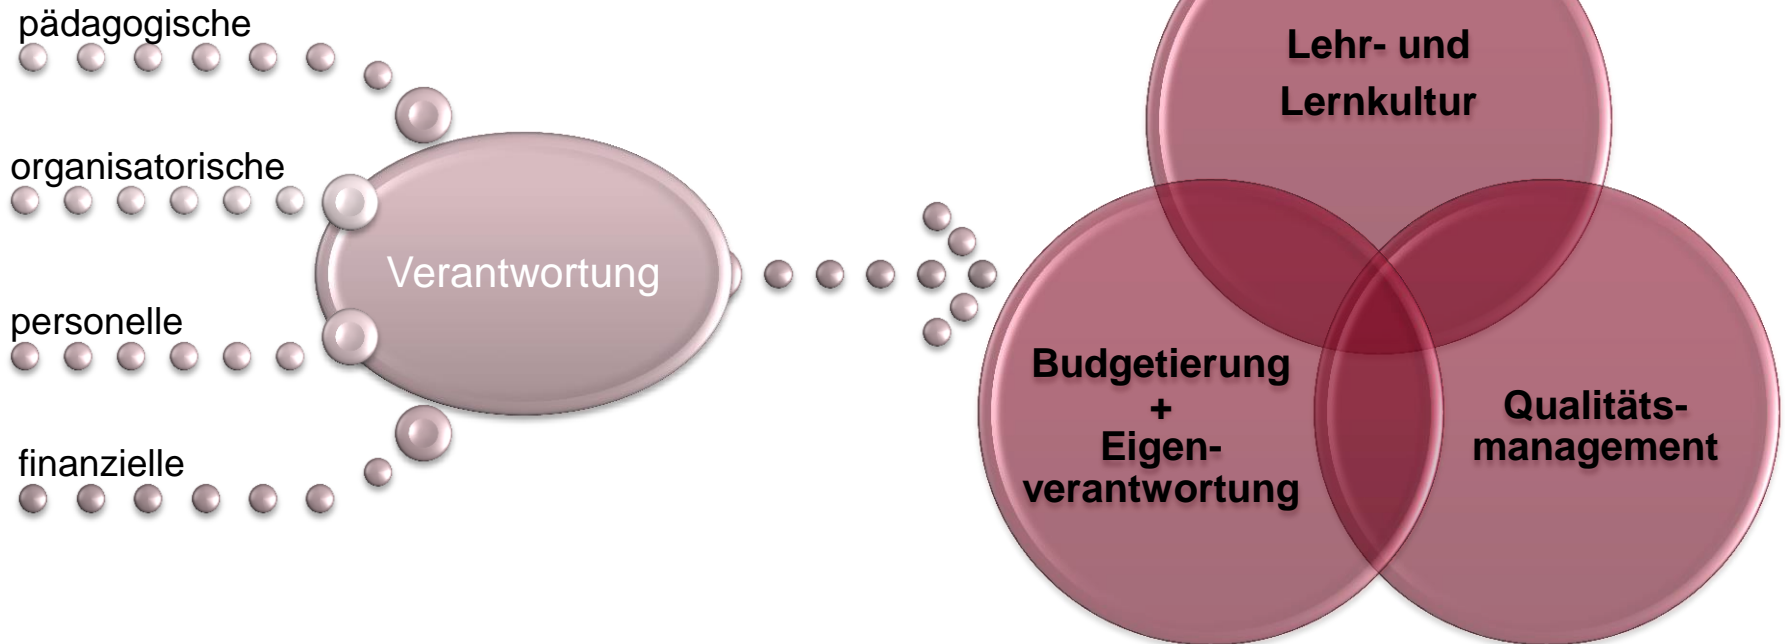 pädagogische
organisatorische
personelle
finanzielle
Verantwortung
Lehr- und
Lernkultur
Budgetierung
+
Eigen-
verantwortung
Qualitäts-
management